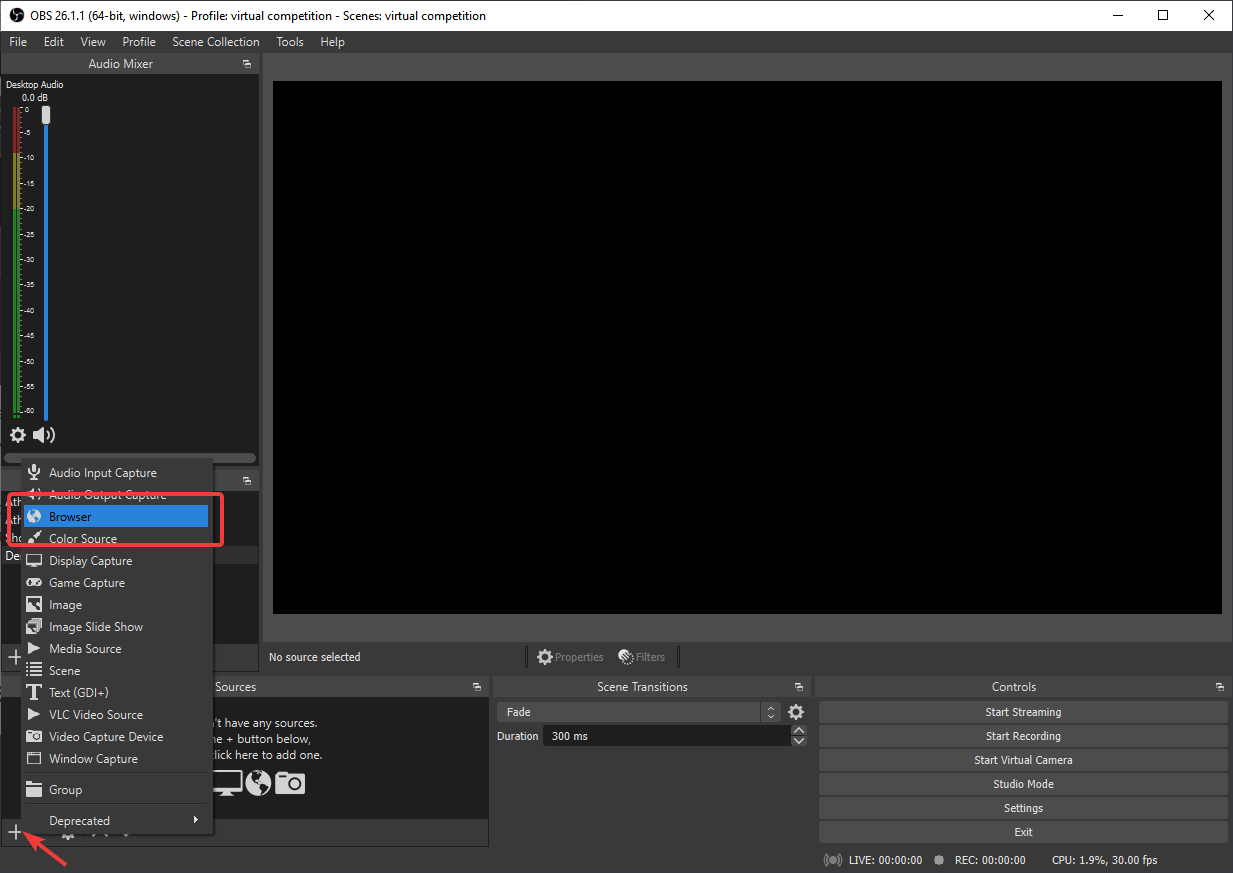 OBS 26.1.1 (64-bit, windows) - Profile: virtual competition - Scenes: virtual competition
File Edit View Profile Scene Collection Tools Help
Audio Mixer
Desktop Audio
0.0 dB
0
-5
-10
-15
-20
-25
-30
-35
-40
-45
-50
-55
-60
Audio Input Capture
Audio Output Capture
Browser
Color Source
Display Capture
Game Capture
Image
Image Slide Show
Media Source
Scene
Text (GDI+)
VLC Video Source
Video Capture Device
Window Capture
Group
Deprecated
Ath
Ath
Sho
De
No source selected
Properties
Filters
Sources
't have any sources.
ne + button below,
click here to add one.
Scene Transitions
Fade
Duration 300 ms
Controls
Start Streaming
Start Recording
Start Virtual Camera
Studio Mode
Settings
Exit
LIVE: 00:00:00 REC: 00:00:00 CPU: 1.9%, 30.00 fps